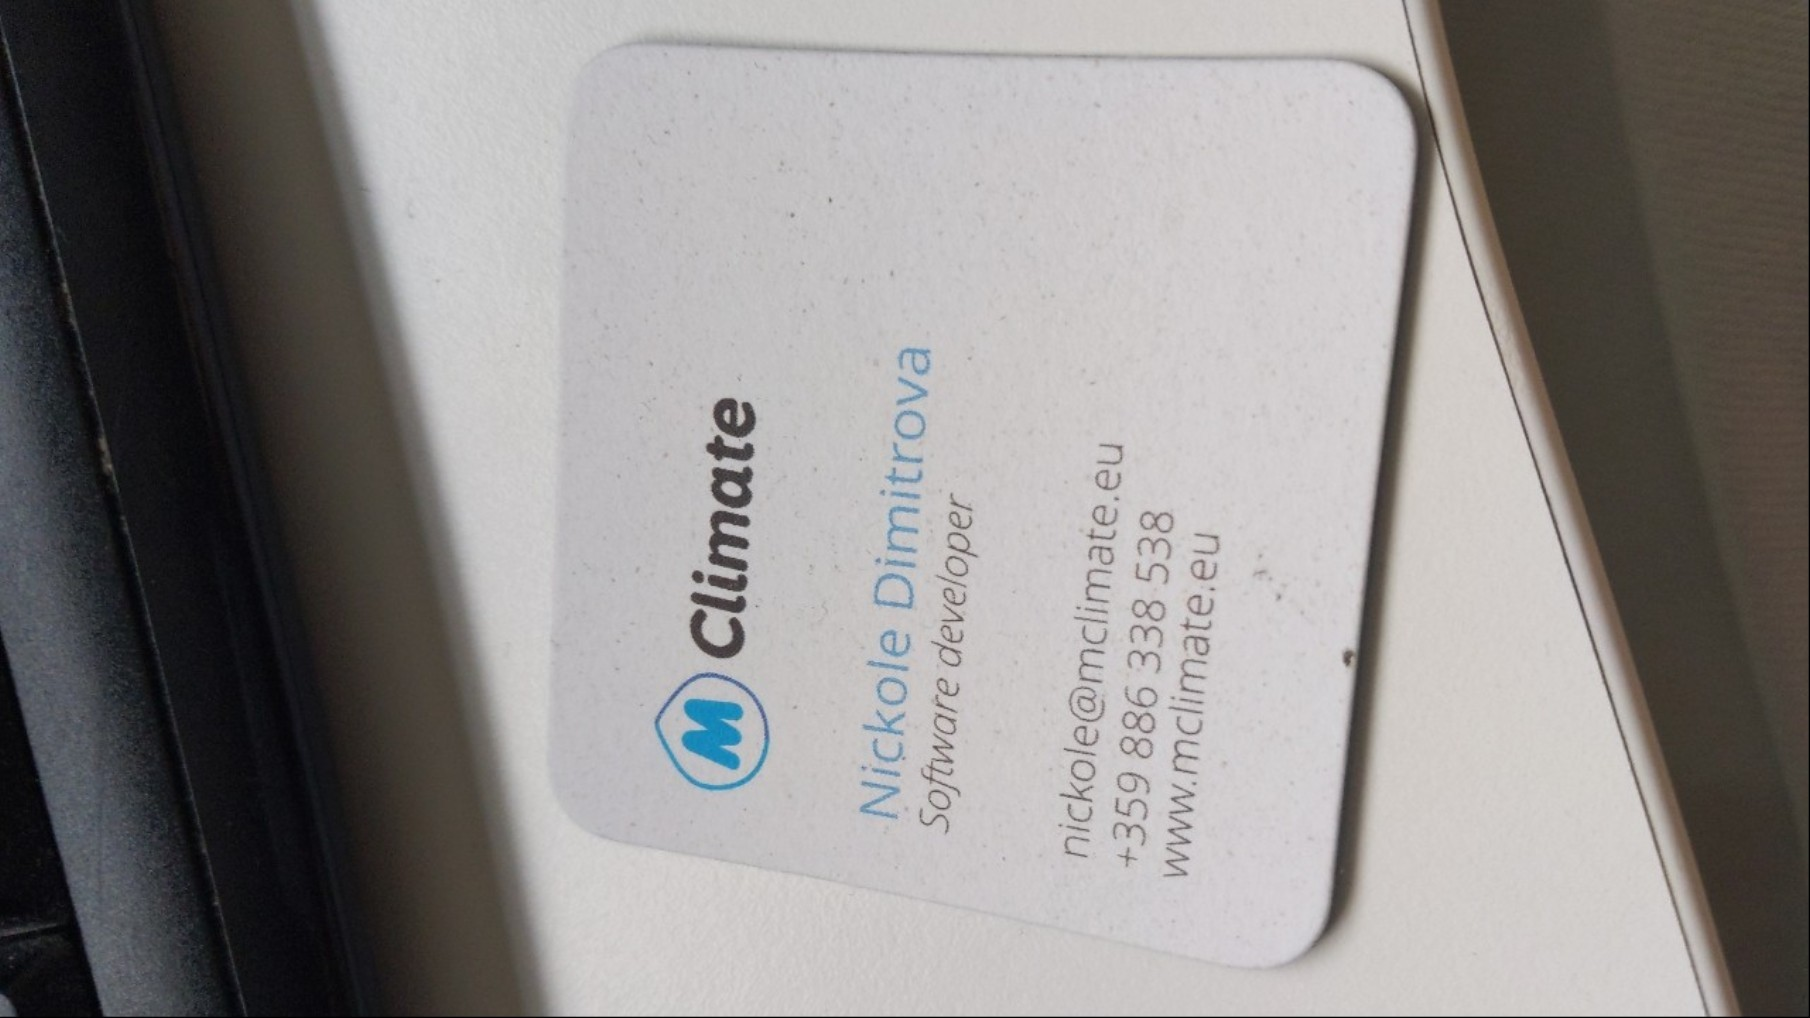 M Climate
Nickole Dimitrova
Software developer
nickole@mclimate.eu
+359 886 338 538
www.mclimate.eu